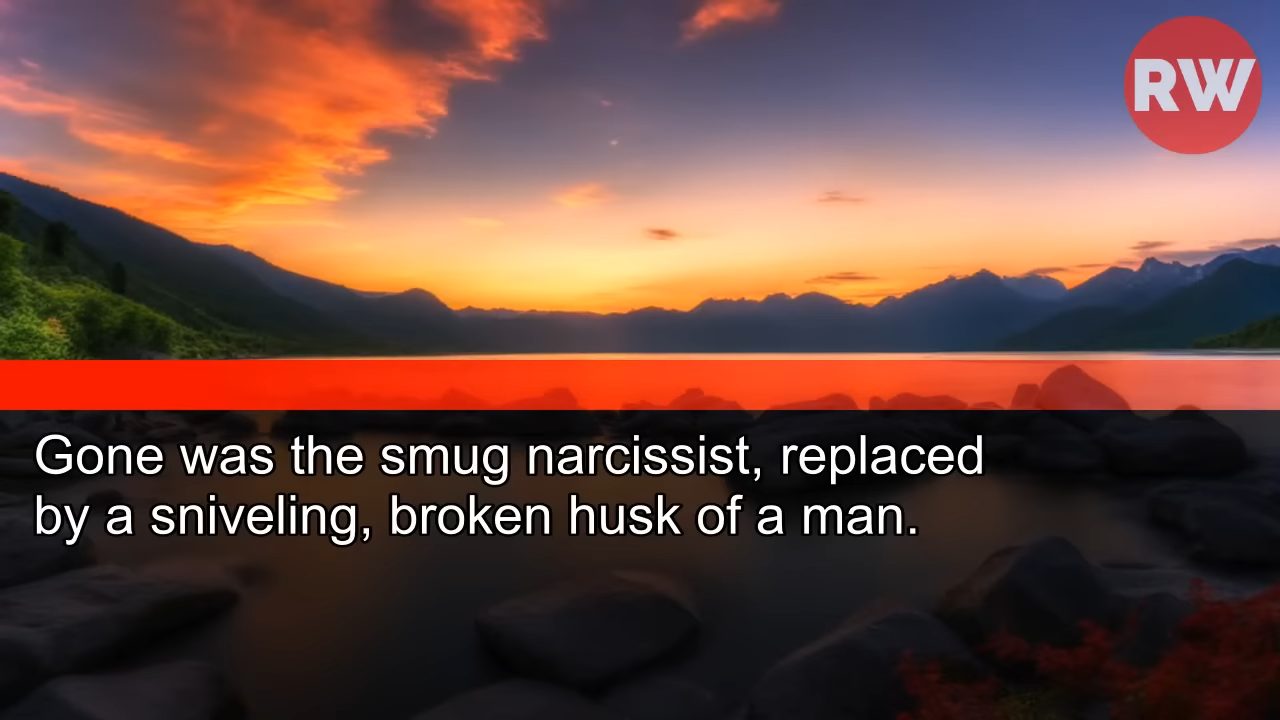 RW
Gone was the smug narcissist, replaced
by a sniveling, broken husk of a man.